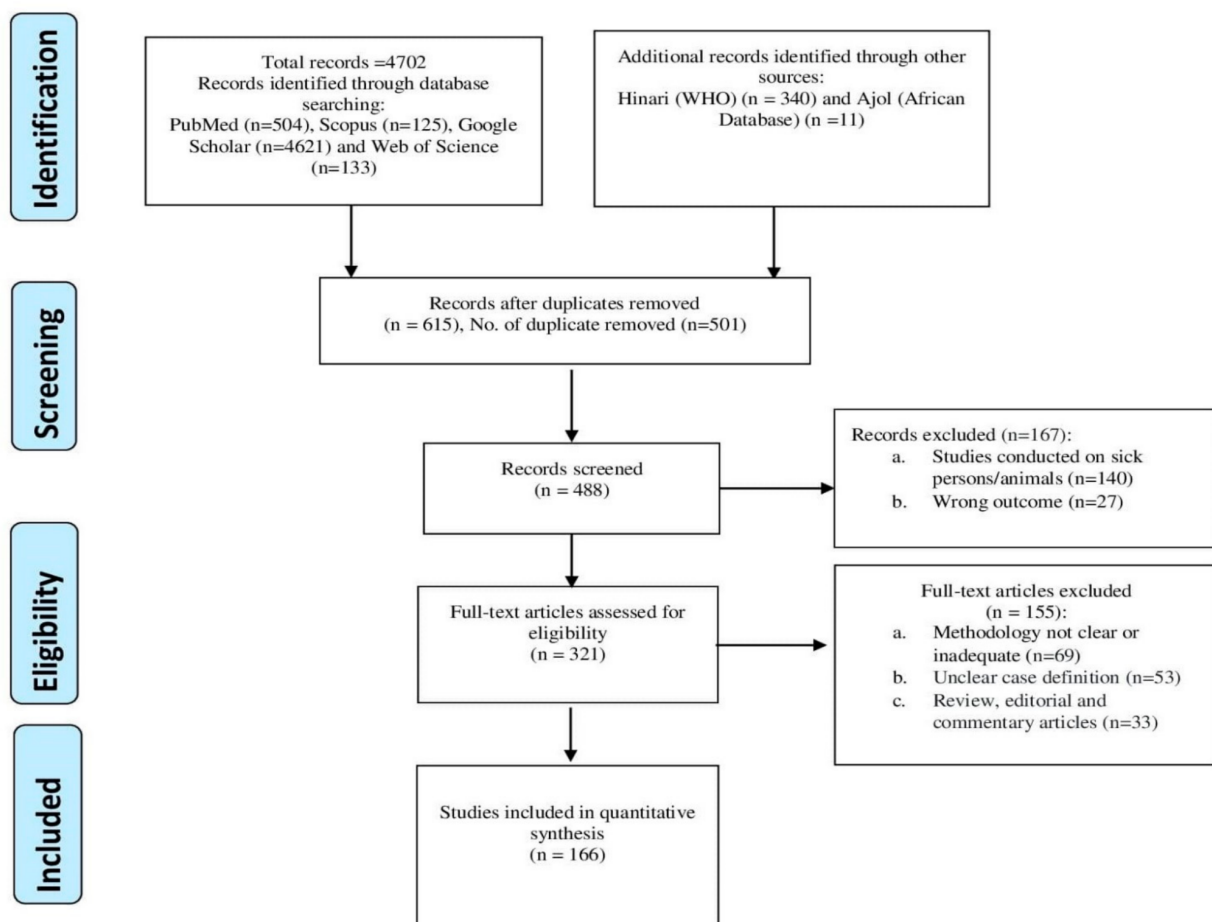 Identification
Total records =4702
Records identified through database
searching:
PubMed (n=504), Scopus (n=125), Google
Scholar (n=4621) and Web of Science
(n=133)
Additional records identified through other
sources:
Hinari (WHO) (n = 340) and Ajol (African
Database) (n =11)
Screening
Records after duplicates removed
(n = 615), No. of duplicate removed (n=501)
Records screened
(n = 488)
Records excluded (n=167):
a. Studies conducted on sick
persons/animals (n=140)
b. Wrong outcome (n=27)
Eligibility
Full-text articles assessed for
eligibility
(n = 321)
Full-text articles excluded
(n = 155):
a. Methodology not clear or
inadequate (n=69)
b. Unclear case definition (n=53)
c. Review, editorial and
commentary articles (n=33)
Included
Studies included in quantitative
synthesis
(n = 166)